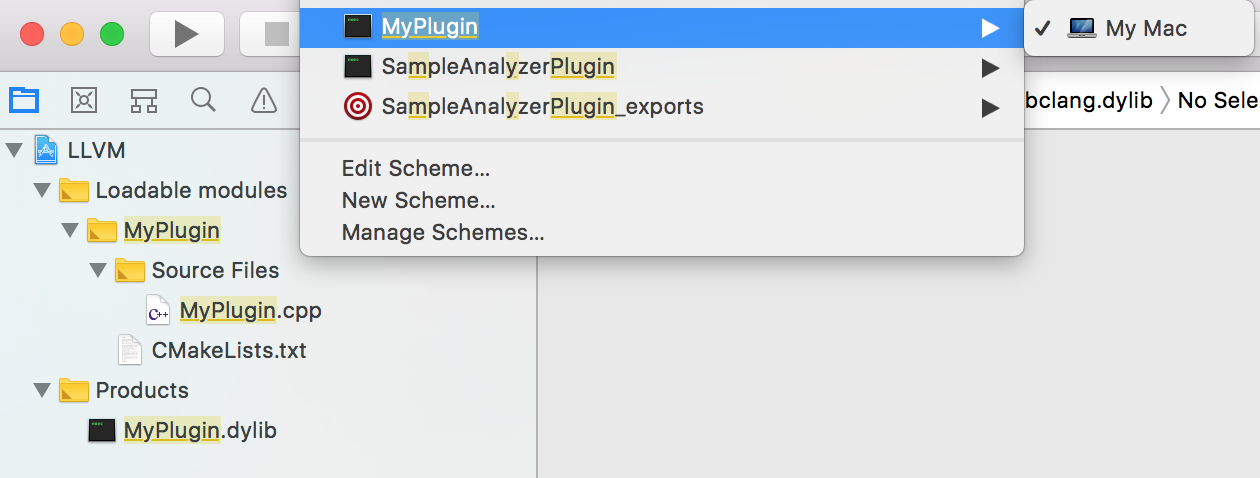 MyPlugin
My Mac
SampleAnalyzerPlugin
SampleAnalyzerPlugin_exports
bclang.dylib
No Sele
Edit Scheme...
New Scheme...
Manage Schemes...
LLVM
Loadable modules
MyPlugin
Source Files
C++
MyPlugin.cpp
CMakeLists.txt
Products
exec
MyPlugin.dylib